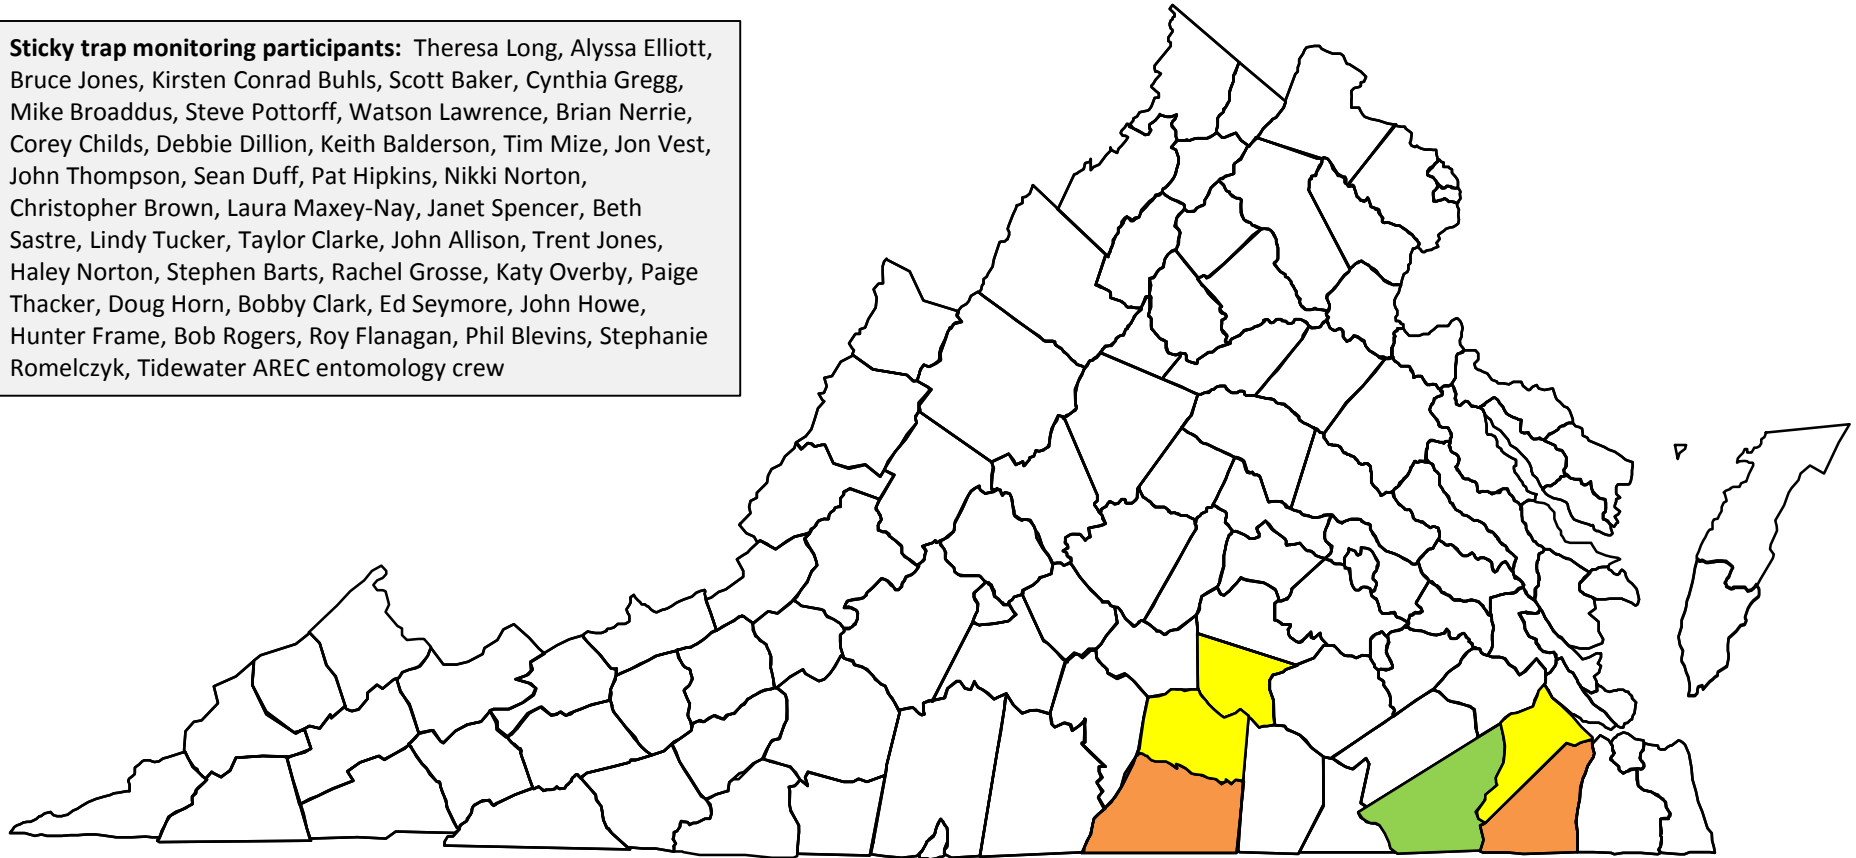 Sticky trap monitoring participants: Theresa Long, Alyssa Elliott,
Bruce Jones, Kirsten Conrad Buhls, Scott Baker, Cynthia Gregg,
Mike Broaddus, Steve Pottorff, Watson Lawrence, Brian Nerrie,
Corey Childs, Debbie Dillion, Keith Balderson, Tim Mize, Jon Vest,
John Thompson, Sean Duff, Pat Hipkins, Nikki Norton,
Christopher Brown, Laura Maxey-Nay, Janet Spencer, Beth
Sastre, Lindy Tucker, Taylor Clarke, John Allison, Trent Jones,
Haley Norton, Stephen Barts, Rachel Grosse, Katy Overby, Paige
Thacker, Doug Horn, Bobby Clark, Ed Seymore, John Howe,
Hunter Frame, Bob Rogers, Roy Flanagan, Phil Blevins, Stephanie
Romelczyk, Tidewater AREC entomology crew